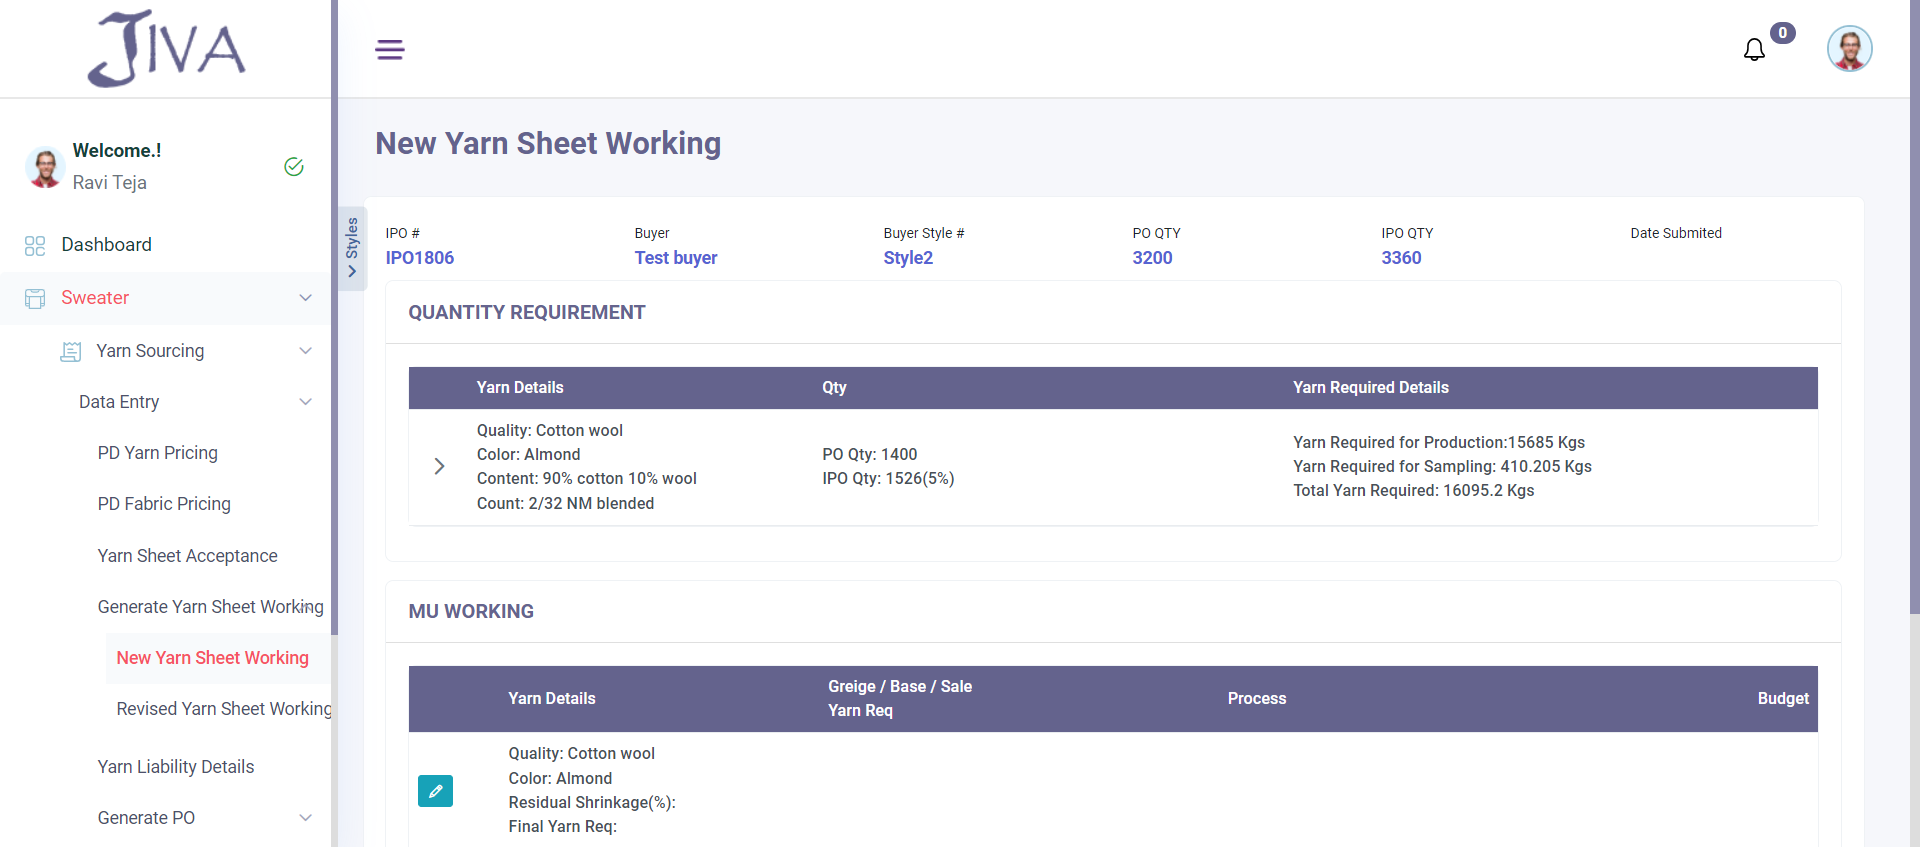 JIVA
0
Welcome.!
Ravi Teja
Dashboard
Sweater
Yarn Sourcing
Data Entry
PD Yarn Pricing
PD Fabric Pricing
Yarn Sheet Acceptance
Generate Yarn Sheet Working
New Yarn Sheet Working
Revised Yarn Sheet Working
Yarn Liability Details
Generate PO
Styles
New Yarn Sheet Working
IPO # Buyer Buyer Style # PO QTY IPO QTY Date Submited
IPO1806 Test buyer Style2 3200 3360
QUANTITY REQUIREMENT
Yarn Details Qty Yarn Required Details
Quality: Cotton wool
Color: Almond
Content: 90% cotton 10% wool
Count: 2/32 NM blended
PO Qty: 1400
IPO Qty: 1526(5%)
Yarn Required for Production:15685 Kgs
Yarn Required for Sampling: 410.205 Kgs
Total Yarn Required: 16095.2 Kgs
MU WORKING
Yarn Details
Greige / Base / Sale
Yarn Req
Process
Budget
Quality: Cotton wool
Color: Almond
Residual Shrinkage(%):
Final Yarn Req: